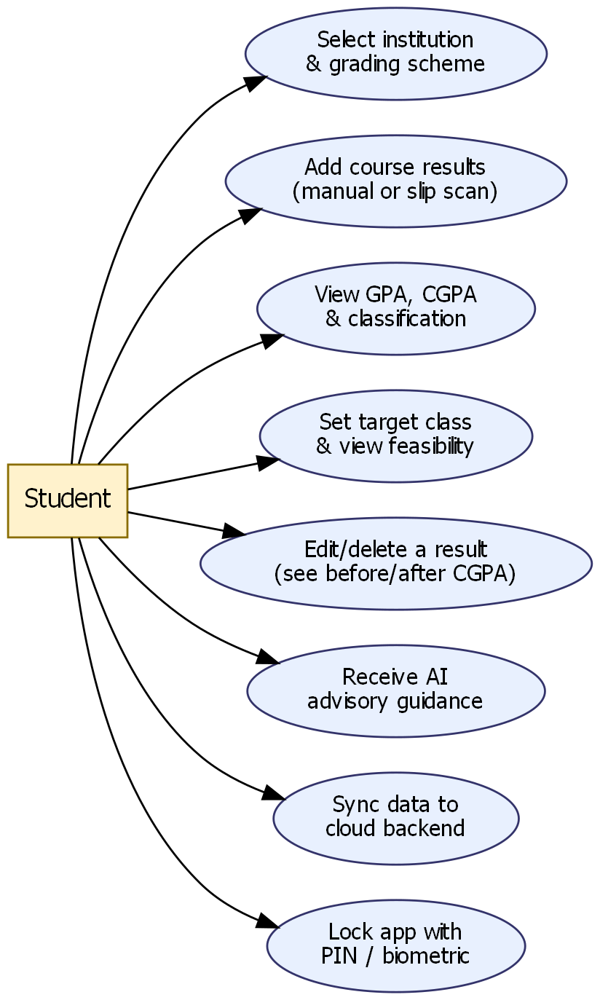 Select institution
& grading scheme
Add course results
(manual or slip scan)
View GPA, CGPA
& classification
Set target class
& view feasibility
Student
Edit/delete a result
(see before/after CGPA)
Receive AI
advisory guidance
Sync data to
cloud backend
Lock app with
PIN / biometric